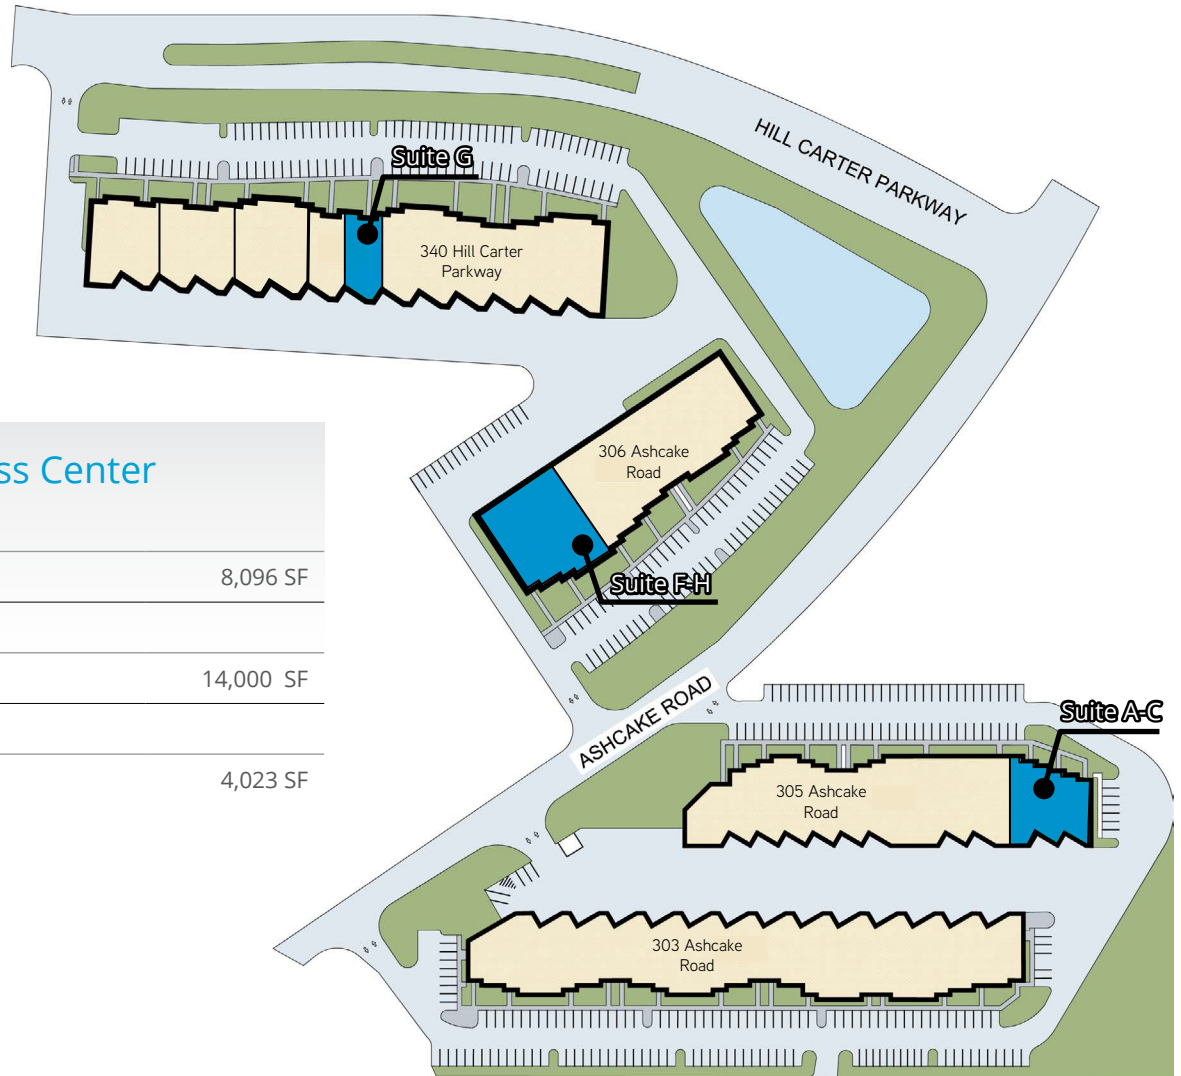 HILL CARTER PARKWAY
Suite G
340 Hill Carter
Parkway
306 Ashcake
Road
Suite F-H
ss Center
8,096 SF
14,000 SF
4,023 SF
ASHCAKE ROAD
Suite A-C
305 Ashcake
Road
303 Ashcake
Road